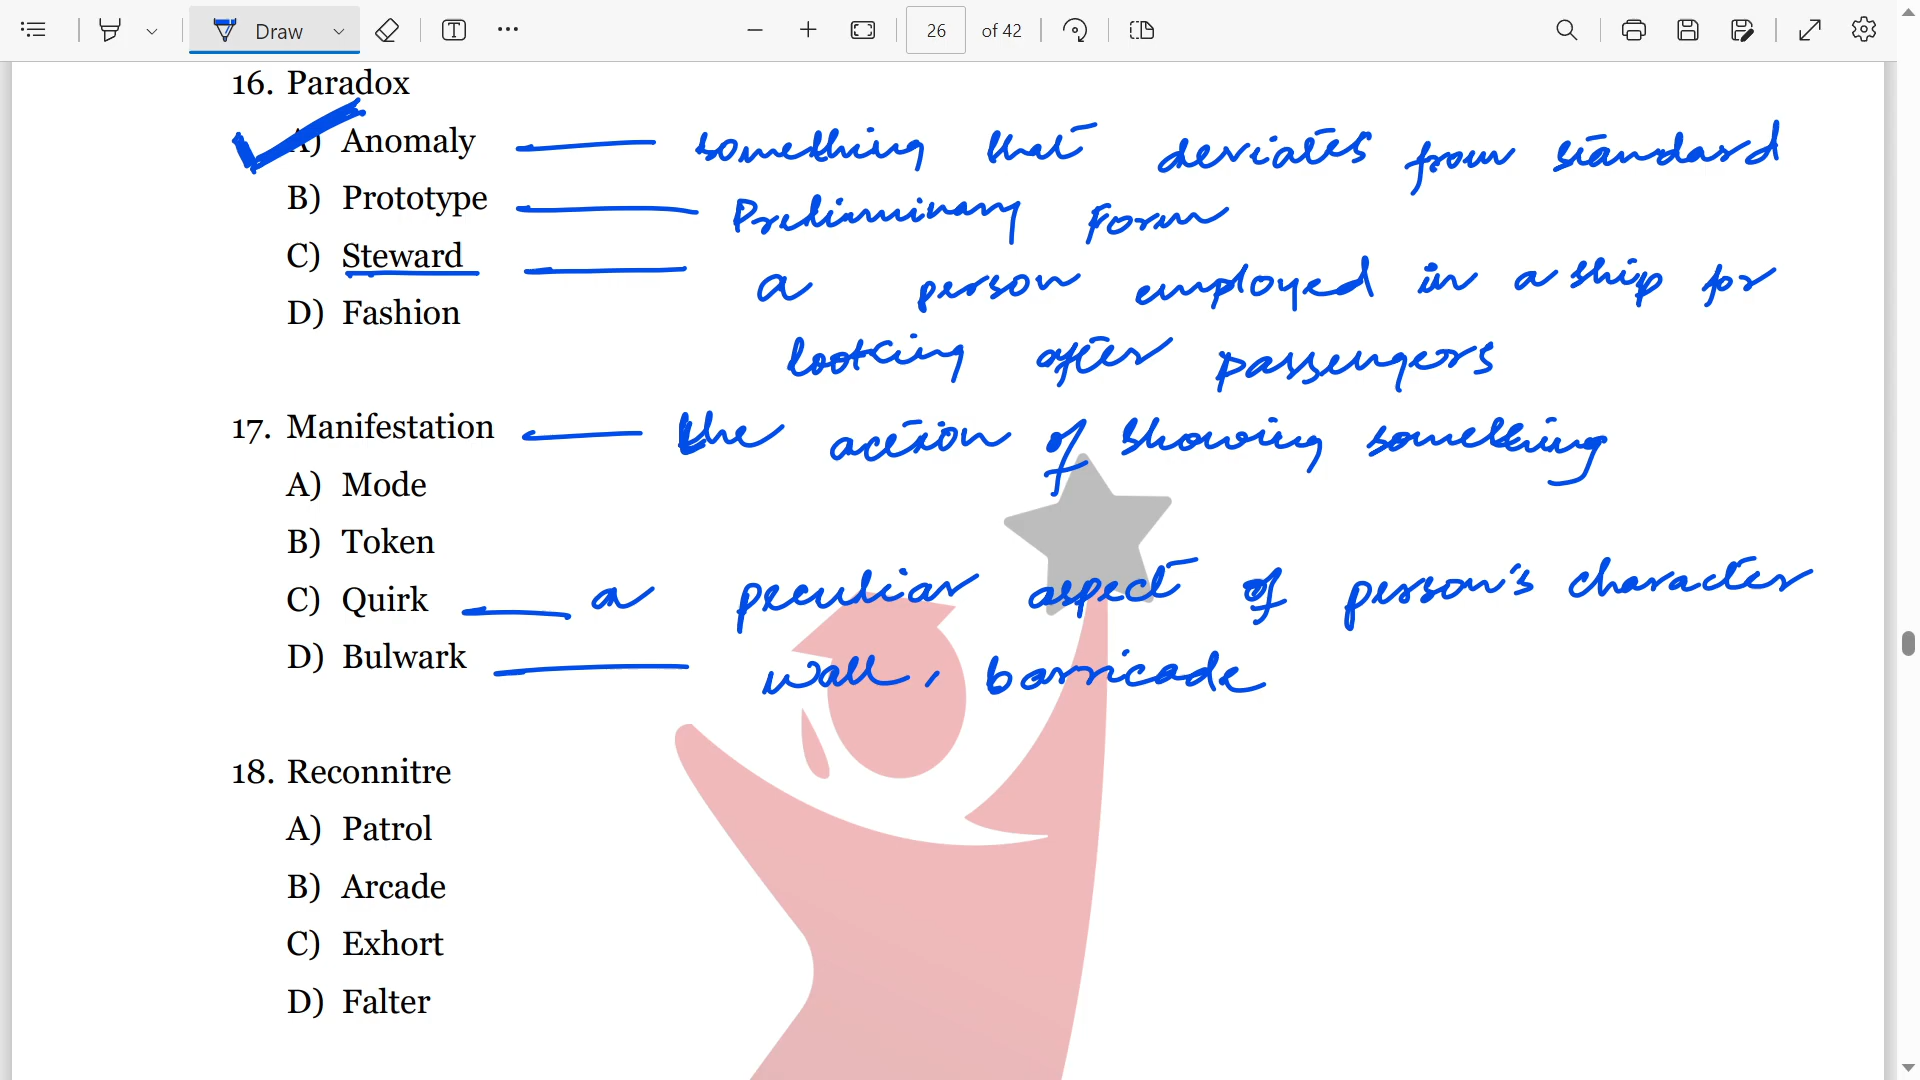 Draw
26 of 42
16. Paradox
A) Anomaly — something that deviates from standard
B) Prototype — Preliminary Form
C) Steward — a person employed in a ship for
looking after passengers
D) Fashion
17. Manifestation — the action of showing something
A) Mode
B) Token
C) Quirk — a peculiar aspect of person's character
D) Bulwark — wall, barricade
18. Reconnitre
A) Patrol
B) Arcade
C) Exhort
D) Falter